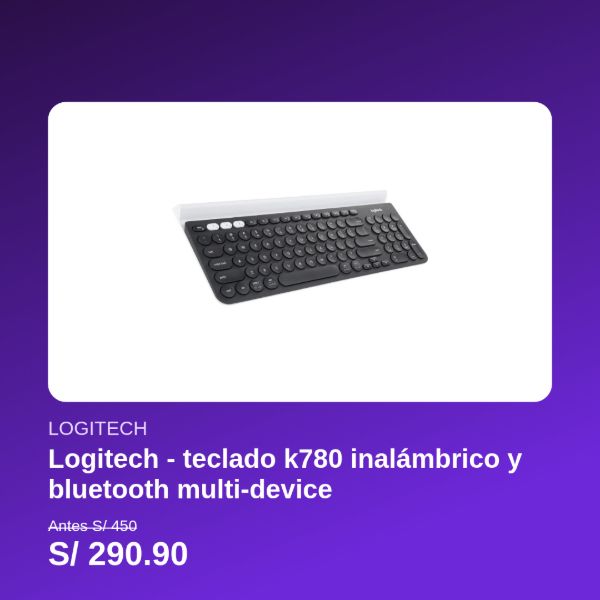 LOGITECH
Logitech - teclado k780 inalámbrico y
bluetooth multi-device
Antes S/ 450
S/ 290.90